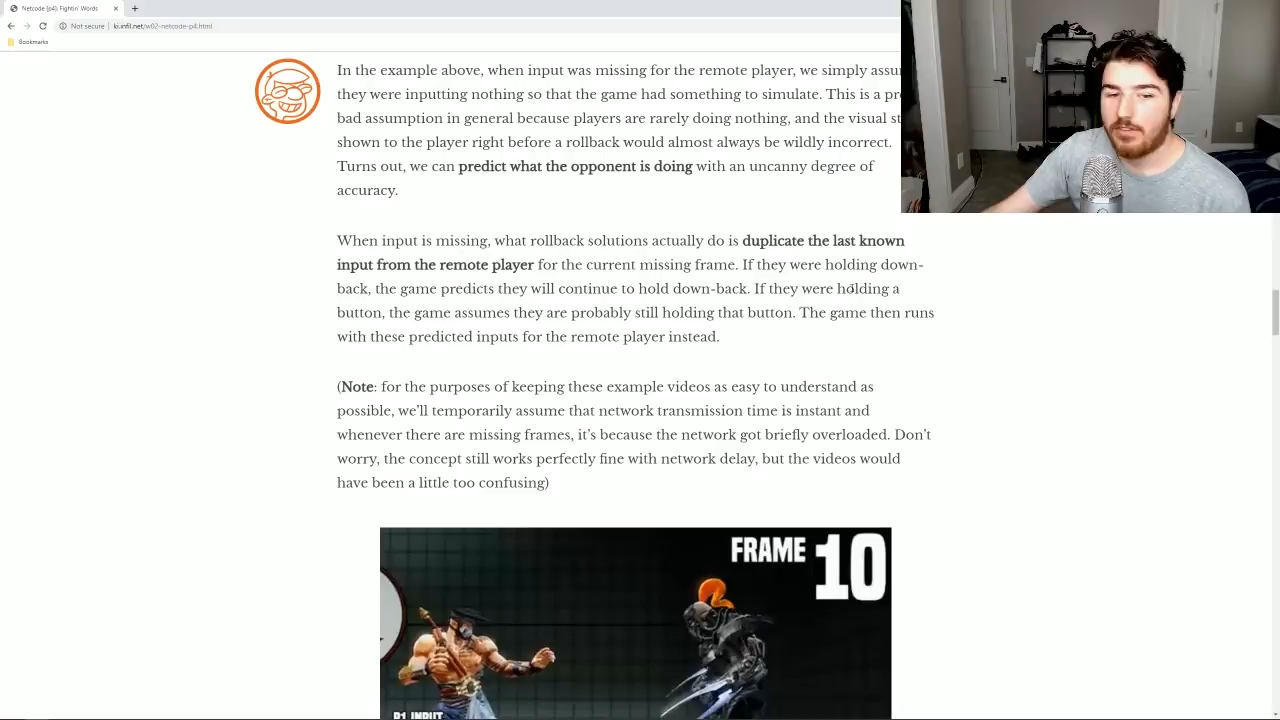 Netcode [p4]: Fightin' Words
Not secure | ki.infil.net/w02-netcode-p4.html
Bookmarks
In the example above, when input was missing for the remote player, we simply
they were inputting nothing so that the game had something to simulate. This is a
bad assumption in general because players are rarely doing nothing, and the visual
shown to the player right before a rollback would almost always be wildly incorrect.
Turns out, we can predict what the opponent is doing with an uncanny degree of
accuracy.
When input is missing, what rollback solutions actually do is duplicate the last known
input from the remote player for the current missing frame. If they were holding down-
back, the game predicts they will continue to hold down-back. If they were holding a
button, the game assumes they are probably still holding that button. The game then runs
with these predicted inputs for the remote player instead.
(Note: for the purposes of keeping these example videos as easy to understand as
possible, we'll temporarily assume that network transmission time is instant and
whenever there are missing frames, it's because the network got briefly overloaded. Don't
worry, the concept still works perfectly fine with network delay, but the videos would
have been a little too confusing)
FRAME 10
P1 INPUT